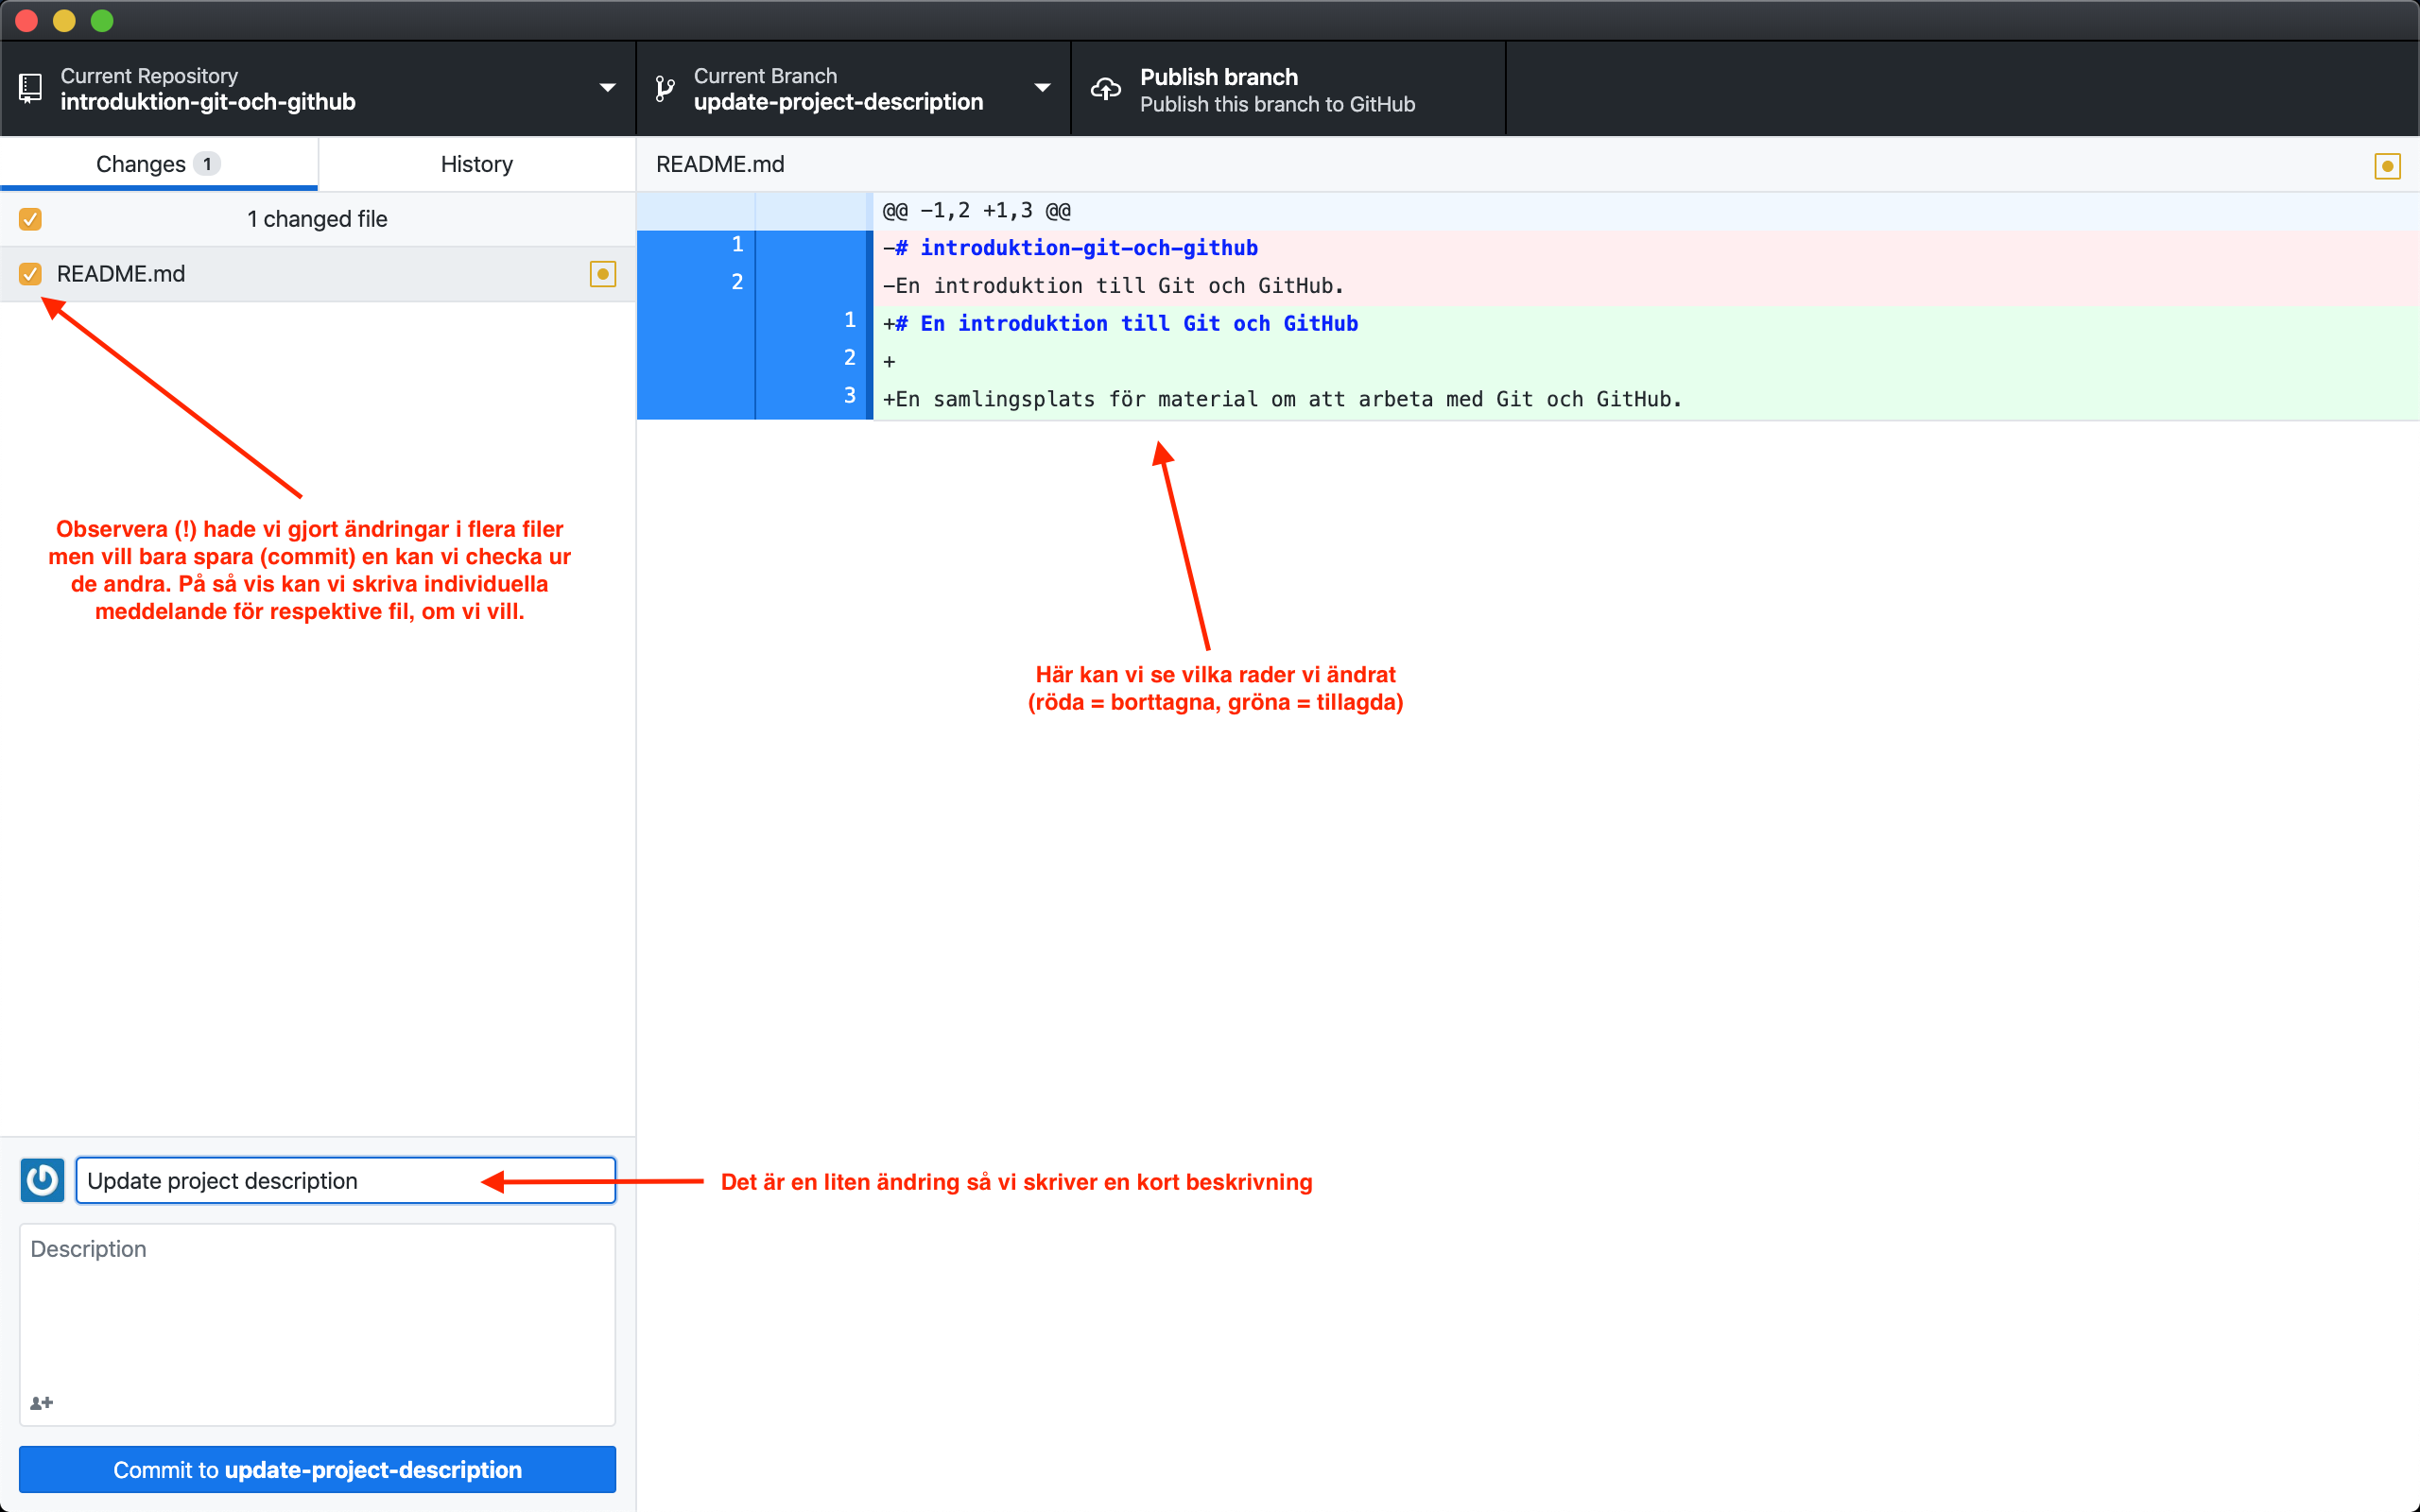 Current Repository
introduktion-git-och-github
Current Branch
update-project-description
Publish branch
Publish this branch to GitHub
Changes 1
History
1 changed file
README.md
README.md
@@ -1,2 +1,3 @@
1 -# introduktion-git-och-github
2 -En introduktion till Git och GitHub.
1 +# En introduktion till Git och GitHub
2 +
3 +En samlingsplats för material om att arbeta med Git och GitHub.
Observera (!) hade vi gjort ändringar i flera filer
men vill bara spara (commit) en kan vi checka ur
de andra. På så vis kan vi skriva individuella
meddelande för respektive fil, om vi vill.
Här kan vi se vilka rader vi ändrat
(röda = borttagna, gröna = tillagda)
Update project description
Det är en liten ändring så vi skriver en kort beskrivning
Description
Commit to update-project-description